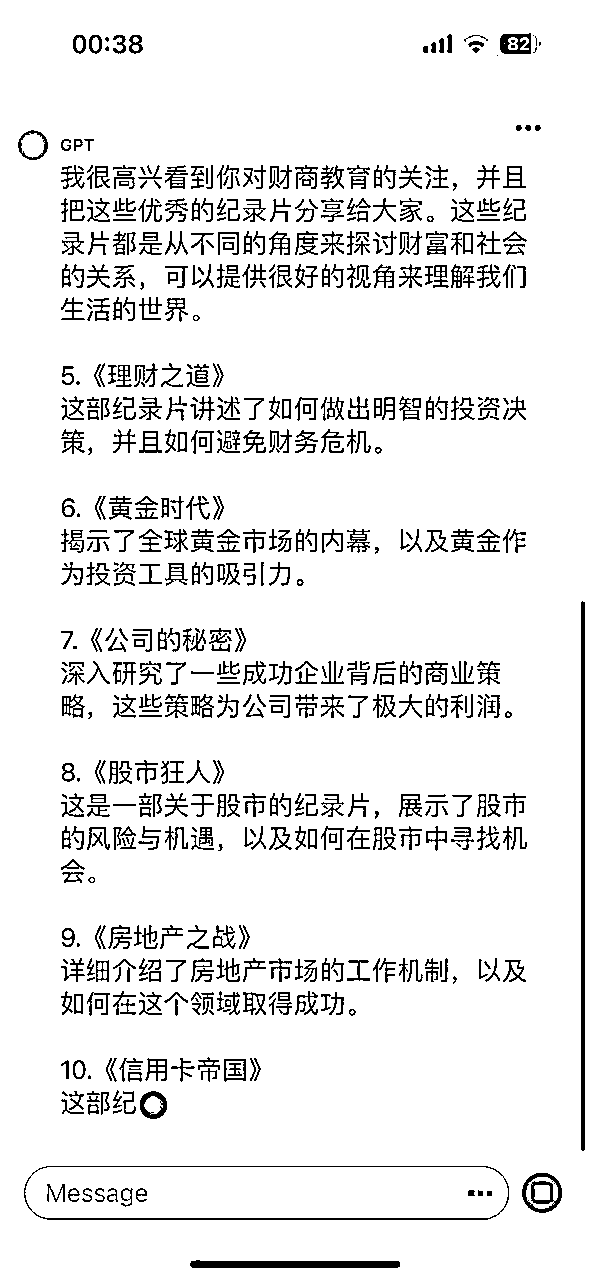 00:38
82
GPT
我很高兴看到你对财商教育的关注，并且
把这些优秀的纪录片分享给大家。这些纪
录片都是从不同的角度来探讨财富和社会
的关系，可以提供很好的视角来理解我们
生活的世界。
5.《理财之道》
这部纪录片讲述了如何做出明智的投资决
策，并且如何避免财务危机。
6.《黄金时代》
揭示了全球黄金市场的内幕，以及黄金作
为投资工具的吸引力。
7.《公司的秘密》
深入研究了一些成功企业背后的商业策
略，这些策略为公司带来了极大的利润。
8.《股市狂人》
这是一部关于股市的纪录片，展示了股市
的风险与机遇，以及如何在股市中寻找机
会。
9.《房地产之战》
详细介绍了房地产市场的工作机制，以及
如何在这个领域取得成功。
10.《信用卡帝国》
这部纪
Message